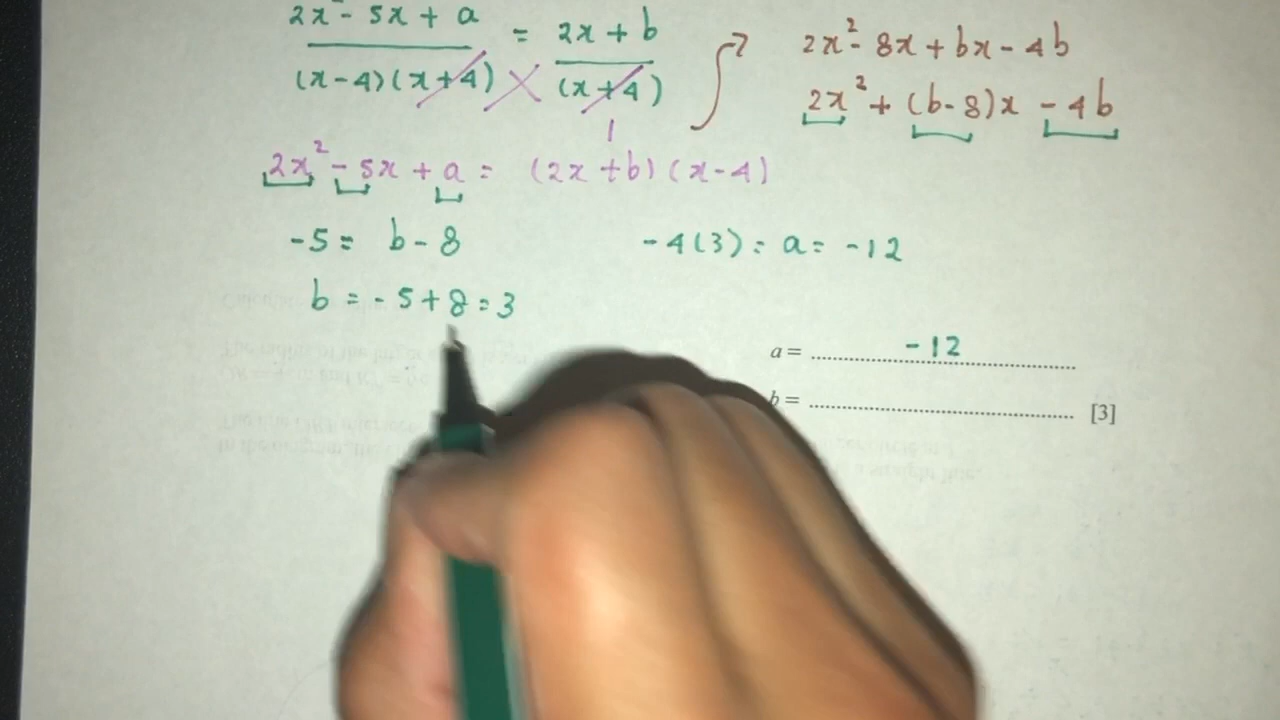 2x² - 5x + a = 2x + b
(x-4)(x+4) (x+4)
1
2x² - 5x + a = (2x+b)(x-4)
2x² - 8x + bx - 4b
2x² + (b-8)x - 4b
-5 = b - 8
b = -5+8=3
-4(3) = a = -12
a = -12
b = [3]